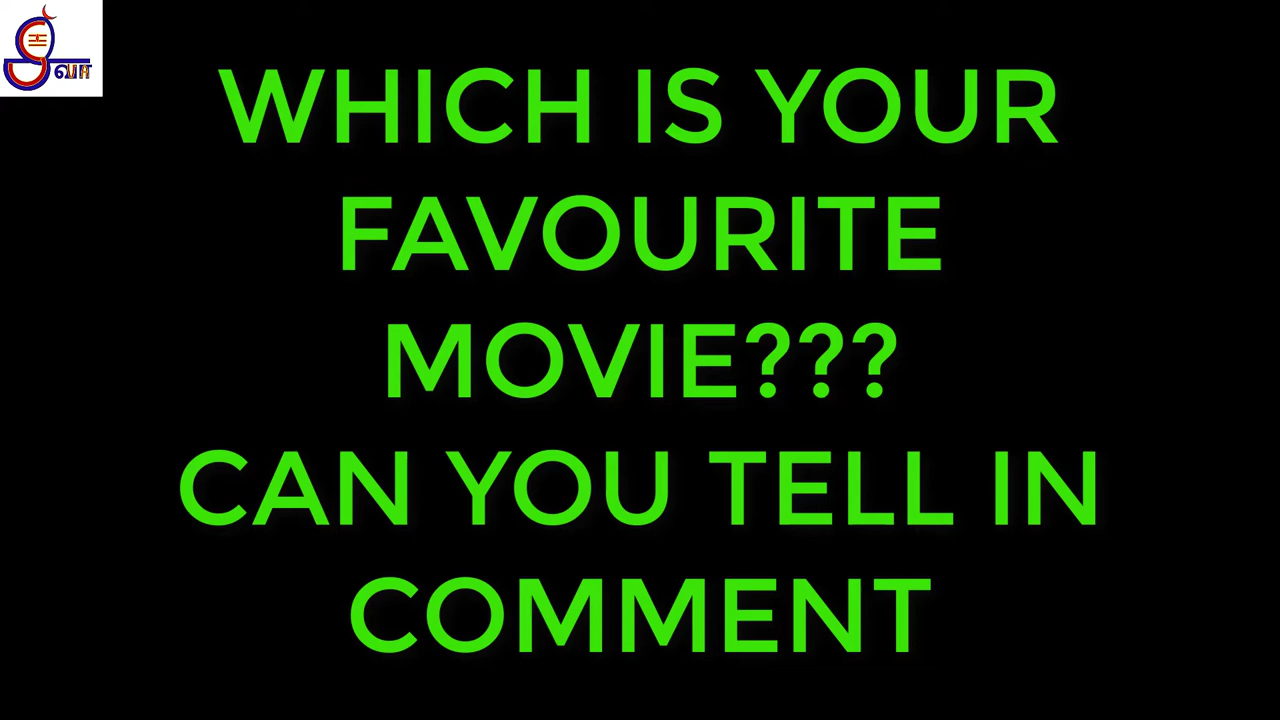 WHICH IS YOUR
FAVOURITE
MOVIE???
CAN YOU TELL IN
COMMENT